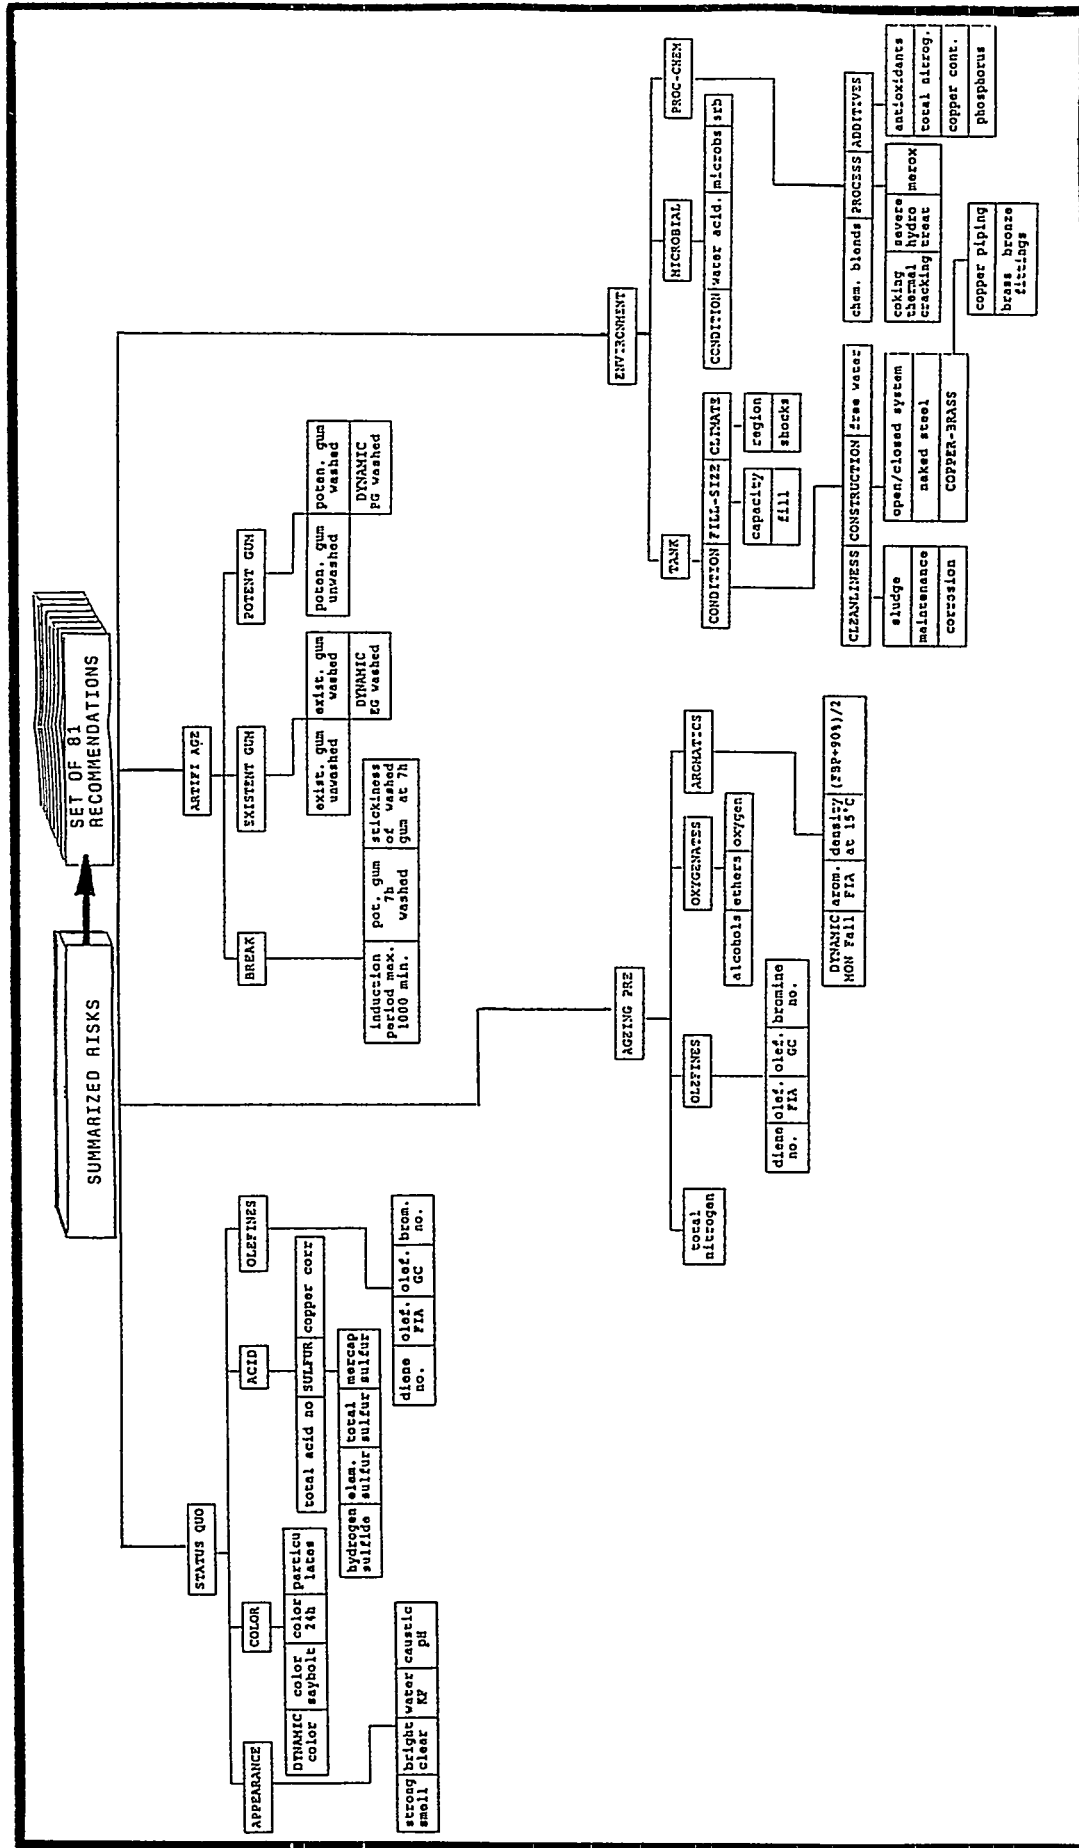 SUMMARIZED RISKS
SET OF 81
RECOMMENDATIONS
STATUS QUO
APPEARANCE
COLOR
ACID
OLEFINES
strong
smell
bright
clear
water
KF
caustic
pH
DYNAMIC
color
color
saybolt
color
24h
particu
lates
total acid no
SULFUR
copper corr
hydrogen
sulfide
elem.
sulfur
total
sulfur
mercap
sulfur
diene
no.
olef.
FIA
olef.
GC
brom.
no.
ARTIFI AGE
BREAK
EXISTENT GUM
POTENT GUM
induction
period max.
1000 min.
pot. gum
7h
washed
stickiness
of washed
gum at 7h
exist. gum
unwashed
exist. gum
washed
DYNAMIC
EG washed
poten. gum
unwashed
poten. gum
washed
DYNAMIC
PG washed
AGEING PRE
total
nitrogen
OLEFINES
OXYGENATES
AROMATICS
diene
no.
olef.
FIA
olef.
GC
bromine
no.
alcohols
ethers
oxygen
DYNAMIC
MON Fall
arom.
FIA
density
at 15°C
(FBP+90%)/2
ENVIRONMENT
TANK
MICROBIAL
PROC-CHEM
CONDITION
FILL-SIZE
CLIMATE
capacity
fill
region
shocks
CONDITION
water acid.
microbs
srb
CLEANLINESS
CONSTRUCTION
free water
sludge
maintenance
corrosion
open/closed system
naked steel
COPPER-BRASS
copper piping
brass bronze
fittings
chem. blends
PROCESS
ADDITIVES
coking
thermal
cracking
severe
hydro
treat
merox
antioxidants
total nitrog.
copper cont.
phosphorus